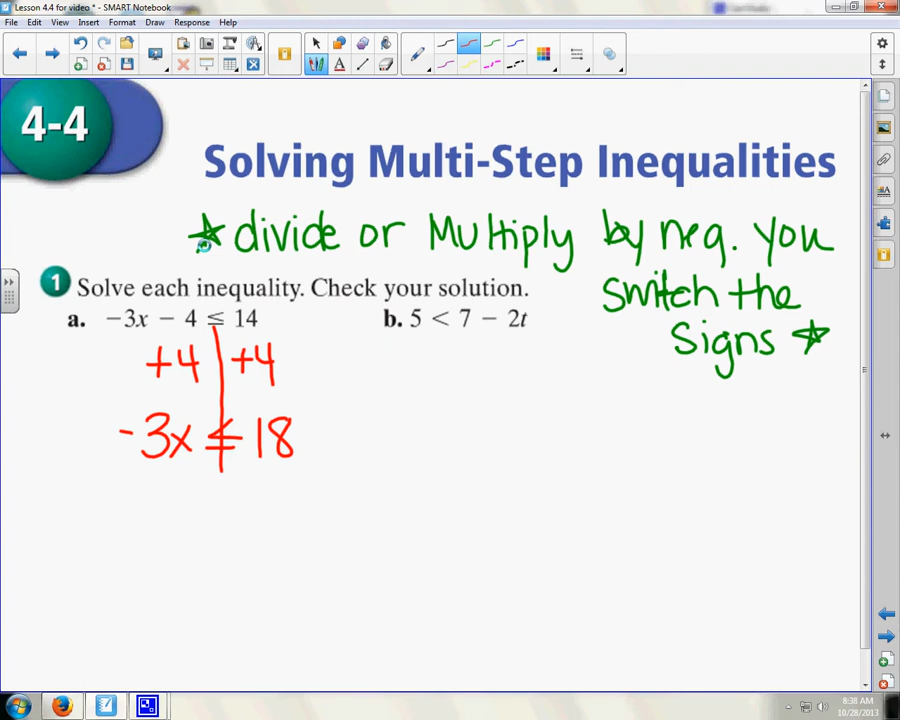 Lesson 4.4 for video * - SMART Notebook
File Edit View Insert Format Draw Response Help
4-4
Solving Multi-Step Inequalities
☆ divide or Multiply by neg. you
switch the
Signs ☆
1 Solve each inequality. Check your solution.
a. −3x − 4 ≤ 14 b. 5 < 7 − 2t
+4 | +4
-3x ≤ 18
8:38 AM
10/28/2013